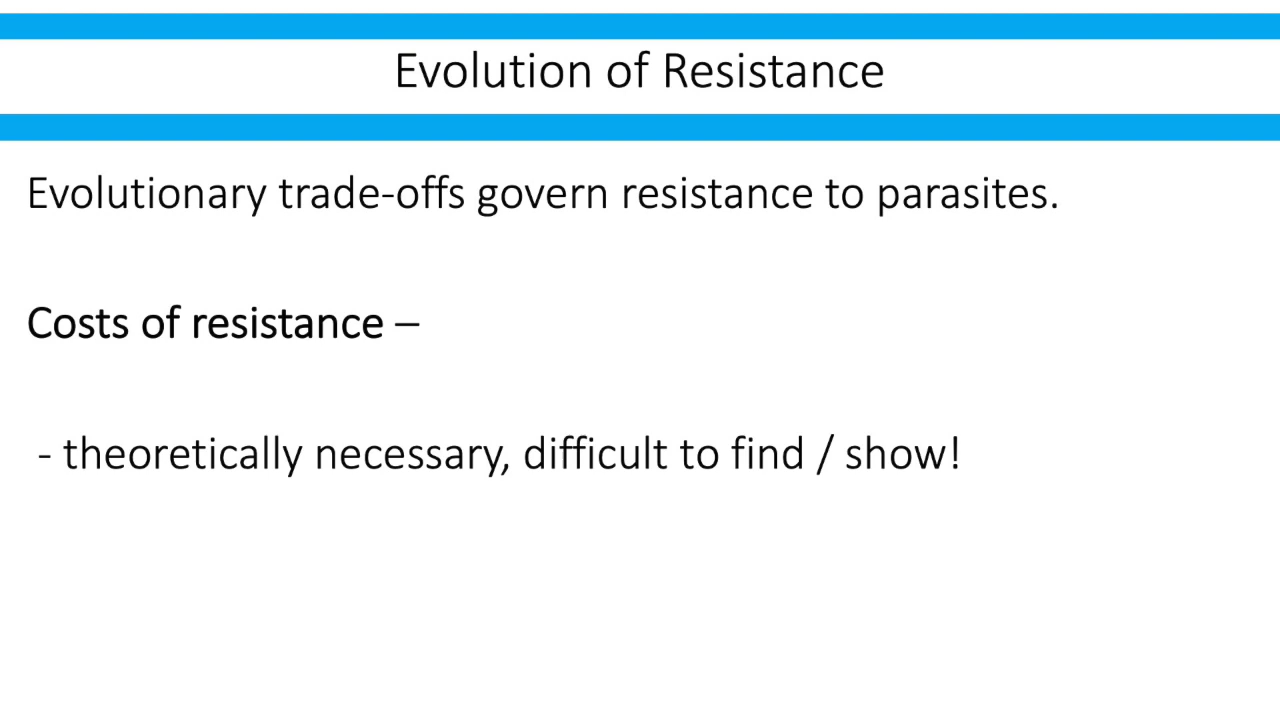 Evolution of Resistance
Evolutionary trade-offs govern resistance to parasites.
Costs of resistance –
- theoretically necessary, difficult to find / show!